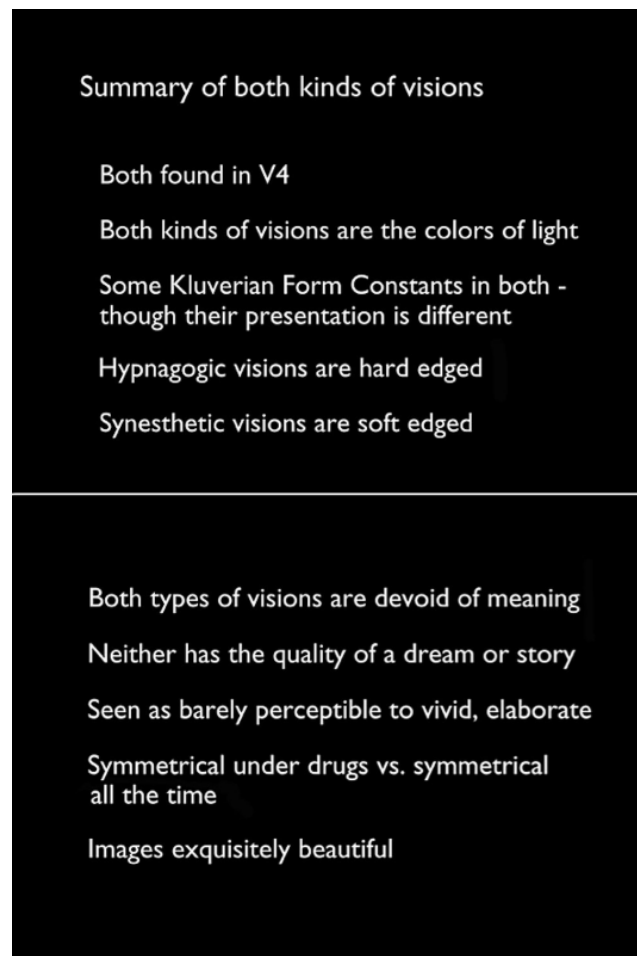 Summary of both kinds of visions
Both found in V4
Both kinds of visions are the colors of light
Some Kluverian Form Constants in both -
though their presentation is different
Hypnagogic visions are hard edged
Synesthetic visions are soft edged
Both types of visions are devoid of meaning
Neither has the quality of a dream or story
Seen as barely perceptible to vivid, elaborate
Symmetrical under drugs vs. symmetrical
all the time
Images exquisitely beautiful